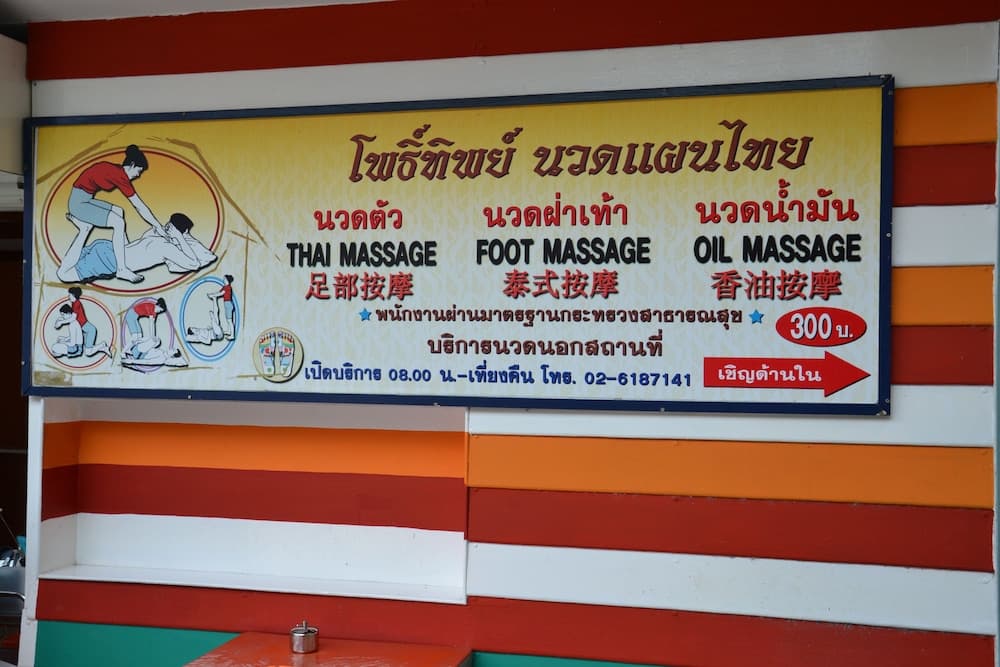 โพธิ์ทิพย์ นวดแผนไทย
นวดตัว นวดฝ่าเท้า นวดน้ำมัน
THAI MASSAGE FOOT MASSAGE OIL MASSAGE
足部按摩 泰式按摩 香油按摩
พนักงานผ่านมาตรฐานกระทรวงสาธารณสุข
300 บ.
บริการนวดนอกสถานที่
เปิดบริการ 08.00 น.-เที่ยงคืน โทร. 02-6187141
เชิญด้านใน